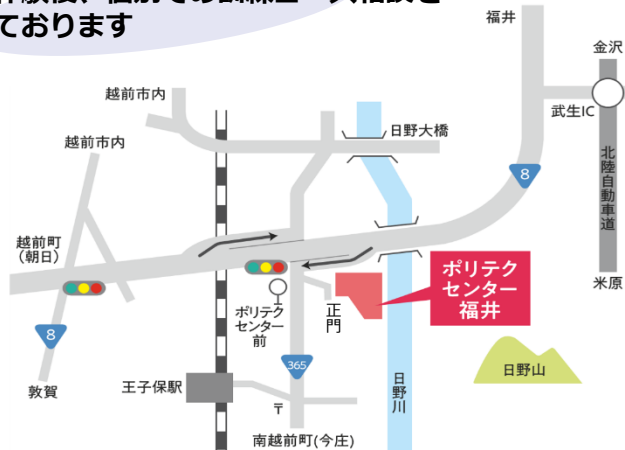 ております
福井
金沢
武生IC
北陸自動車道
米原
8
越前市内
日野大橋
越前市内
越前町
(朝日)
8
敦賀
ポリテク
センター
前
正門
ポリテク
センター
福井
365
王子保駅
〒
南越前町(今庄)
日野川
日野山